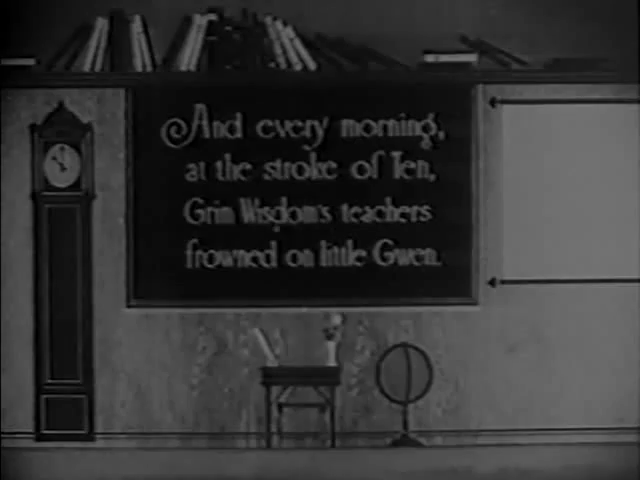 And every morning,
at the stroke of Ten,
Grim Wisdom's teachers
frowned on little Gwen.